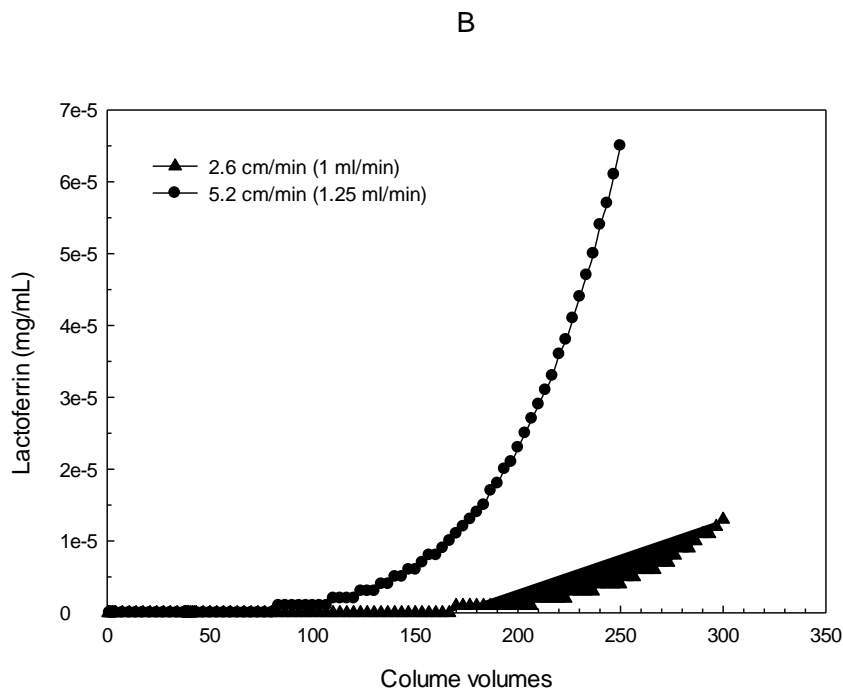 B
7e-5
6e-5
5e-5
4e-5
3e-5
2e-5
1e-5
0
Lactoferrin (mg/mL)
2.6 cm/min (1 ml/min)
5.2 cm/min (1.25 ml/min)
0 50 100 150 200 250 300 350
Colume volumes